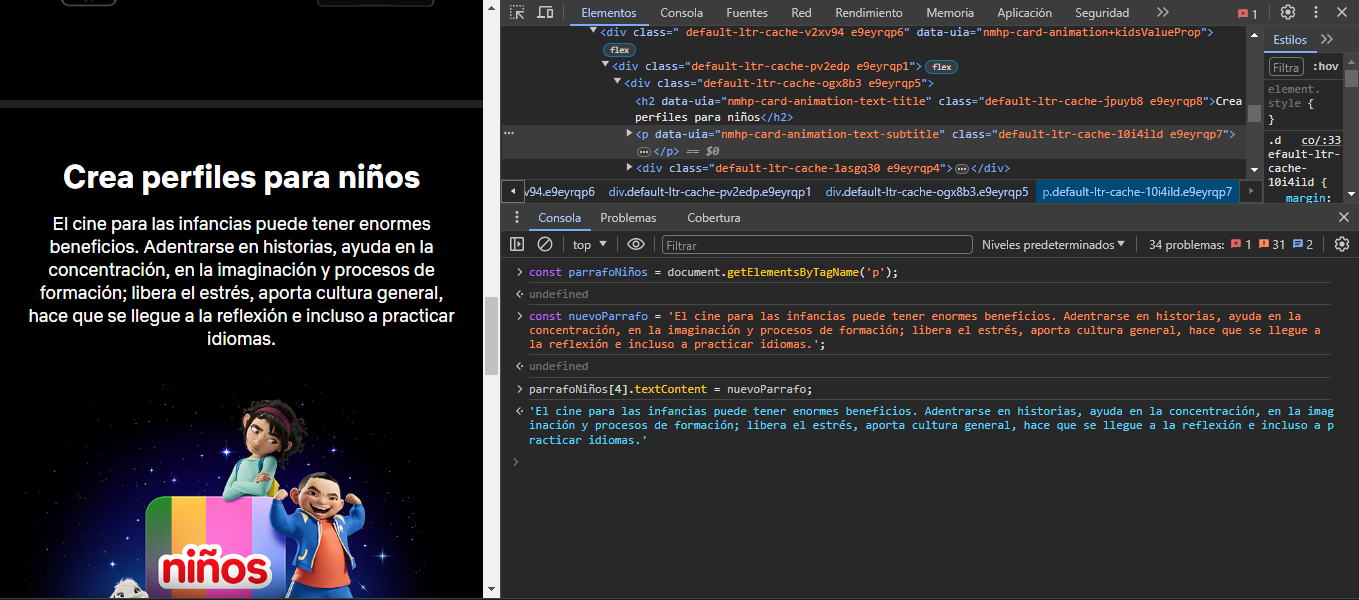 Crea perfiles para niños
El cine para las infancias puede tener enormes
beneficios. Adentrarse en historias, ayuda en la
concentración, en la imaginación y procesos de
formación; libera el estrés, aporta cultura general,
hace que se llegue a la reflexión e incluso a practicar
idiomas.
niños
Elementos Consola Fuentes Red Rendimiento Memoria Aplicación Seguridad 1
<div class=" default-ltr-cache-v2xv94 e9eyrqp6" data-uia="nmhp-card-animation+kidsValueProp">
flex
<div class="default-ltr-cache-pv2edp e9eyrqp1"> flex
<div class="default-ltr-cache-ogx8b3 e9eyrqp5">
<h2 data-uia="nmhp-card-animation-text-title" class="default-ltr-cache-jpuyb8 e9eyrqp8">Crea
perfiles para niños</h2>
<p data-uia="nmhp-card-animation-text-subtitle" class="default-ltr-cache-10i4ild e9eyrqp7">
… </p> == $0
<div class="default-ltr-cache-1asgq30 e9eyrqp4"> … </div>
v94.e9eyrqp6 div.default-ltr-cache-pv2edp.e9eyrqp1 div.default-ltr-cache-ogx8b3.e9eyrqp5 p.default-ltr-cache-10i4ild.e9eyrqp7
Estilos
Filtra :hov
element.
style {
}
.d co/:33
efault-ltr-
cache-
10i4ild {
margin:
Consola Problemas Cobertura
top Filtrar Niveles predeterminados 34 problemas: 1 31 2
const parrafoNiños = document.getElementsByTagName('p');
undefined
const nuevoParrafo = 'El cine para las infancias puede tener enormes beneficios. Adentrarse en historias, ayuda en la
concentración, en la imaginación y procesos de formación; libera el estrés, aporta cultura general, hace que se llegue a
la reflexión e incluso a practicar idiomas.';
undefined
parrafoNiños[4].textContent = nuevoParrafo;
'El cine para las infancias puede tener enormes beneficios. Adentrarse en historias, ayuda en la concentración, en la imag
inación y procesos de formación; libera el estrés, aporta cultura general, hace que se llegue a la reflexión e incluso a p
racticar idiomas.'